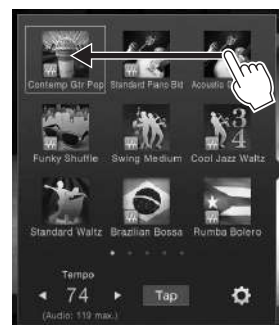 Contemp Gtr Pop Standard Piano Bld Acoustic
3
4
Funky Shuffle Swing Medium Cool Jazz Waltz
Standard Waltz Brazilian Bossa Rumba Bolero
Tempo
◄ 74 ► Tap
(Audio: 119 max.)